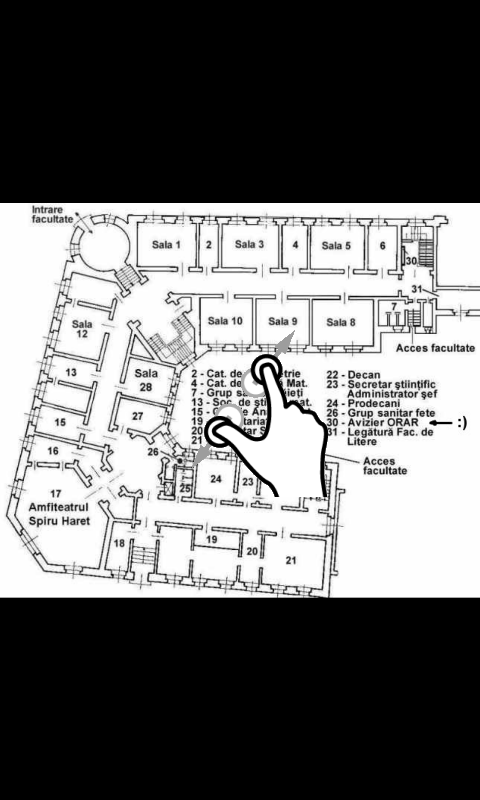 Intrare
facultate
Sala 1
2
Sala 3
4
Sala 5
6
30
31
7
Sala 10
Sala 9
Sala 8
Acces facultate
Sala
12
13
Sala
28
15
27
16
26
17
Amfiteatrul
Spiru Haret
25
24
23
18
19
20
21
2 - Cat. de
4 - Cat. de Mat.
7 - Grup
13 - Soc. de
15 -
19
20
21
22 - Decan
23 - Secretar ştiinţific
Administrator şef
24 - Prodecani
26 - Grup sanitar fete
30 - Avizier ORAR :)
31 - Legătură Fac. de
Litere
Acces
facultate